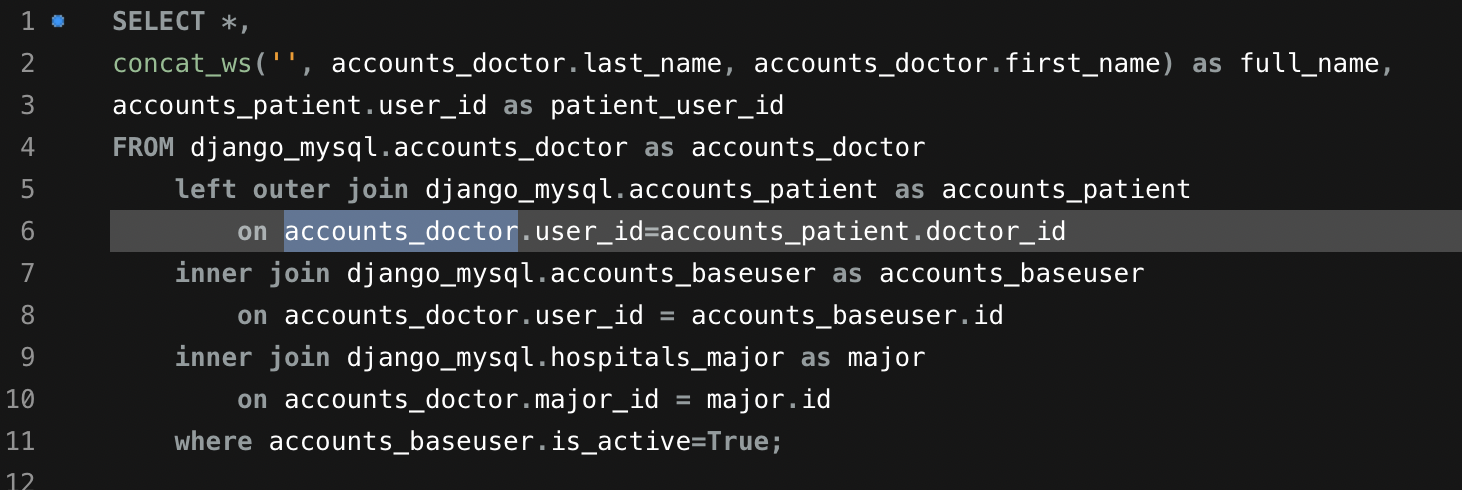 1 SELECT *,
2 concat_ws('', accounts_doctor.last_name, accounts_doctor.first_name) as full_name,
3 accounts_patient.user_id as patient_user_id
4 FROM django_mysql.accounts_doctor as accounts_doctor
5 left outer join django_mysql.accounts_patient as accounts_patient
6 on accounts_doctor.user_id=accounts_patient.doctor_id
7 inner join django_mysql.accounts_baseuser as accounts_baseuser
8 on accounts_doctor.user_id = accounts_baseuser.id
9 inner join django_mysql.hospitals_major as major
10 on accounts_doctor.major_id = major.id
11 where accounts_baseuser.is_active=True;
12